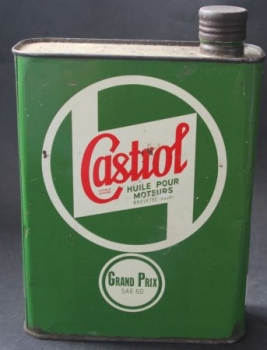 Castrol
HUILE POUR
MOTEURS
GRAND PRIX
SAE 60